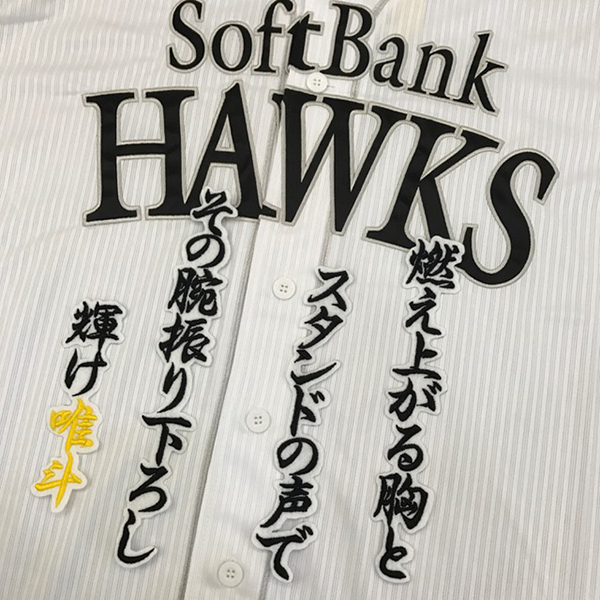 SoftBank
HAWKS
燃え上がる胸と
スタンドの声で
その腕振り下ろし
輝け唯斗